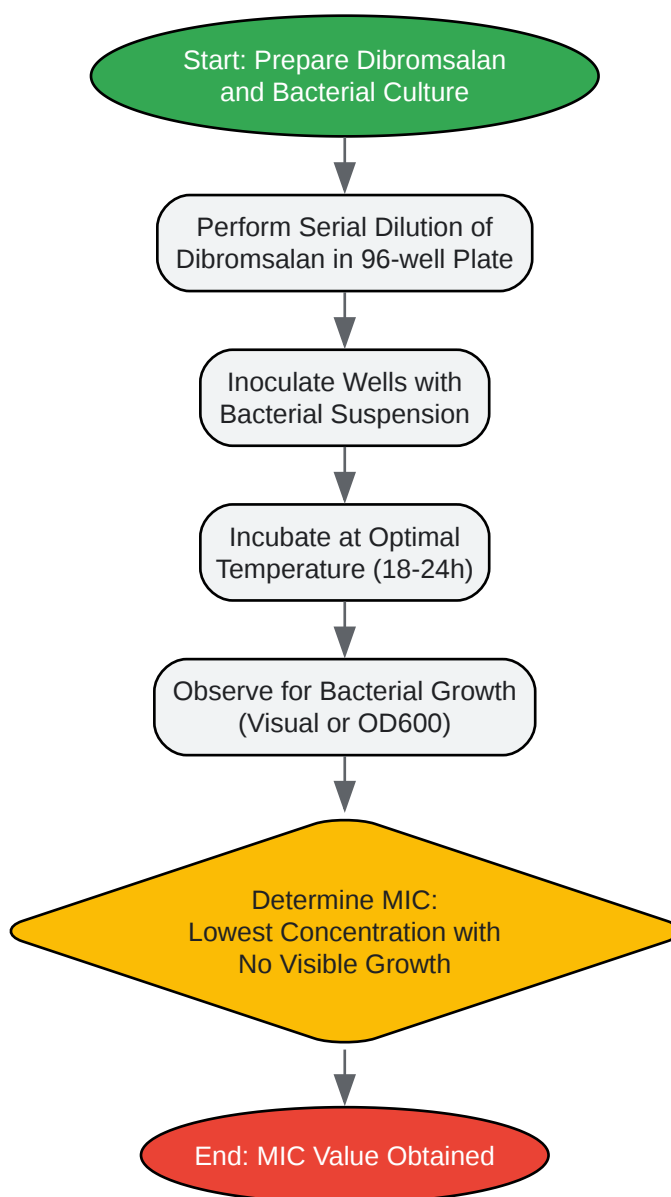 Start: Prepare Dibromsalan
and Bacterial Culture
Perform Serial Dilution of
Dibromsalan in 96-well Plate
Inoculate Wells with
Bacterial Suspension
Incubate at Optimal
Temperature (18-24h)
Observe for Bacterial Growth
(Visual or OD600)
Determine MIC:
Lowest Concentration with
No Visible Growth
End: MIC Value Obtained